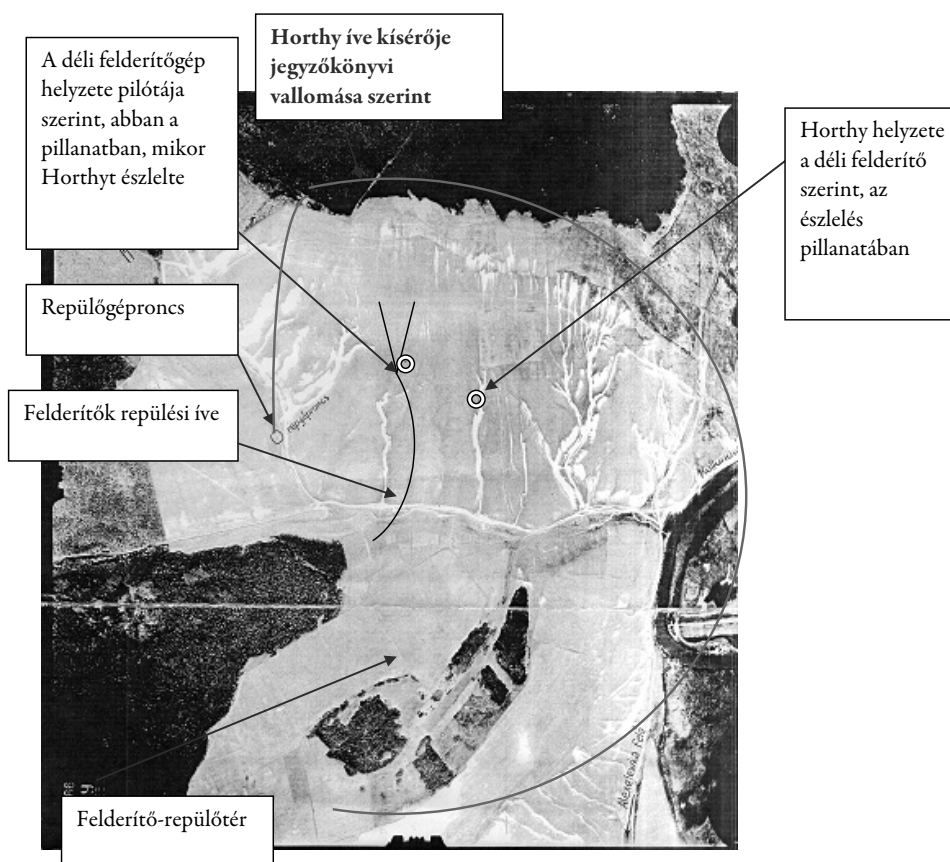 A déli felderítőgép
helyzete pilótája
szerint, abban a
pillanatban, mikor
Horthyt észlelte
Horthy íve kísérője
jegyzőkönyvi
vallomása szerint
Horthy helyzete
a déli felderítő
szerint, az
észlelés
pillanatában
Repülőgéproncs
Felderítők repülési íve
repgéproncs
Felderítő-repülőtér